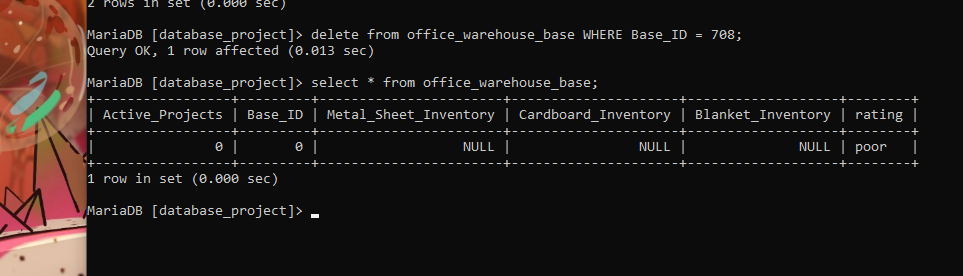 2 rows in set (0.000 sec)
MariaDB [database_project]> delete from office_warehouse_base WHERE Base_ID = 708;
Query OK, 1 row affected (0.013 sec)
MariaDB [database_project]> select * from office_warehouse_base;
+-----------------+---------+-----------------------+---------------------+-------------------+--------+
| Active_Projects | Base_ID | Metal_Sheet_Inventory | Cardboard_Inventory | Blanket_Inventory | rating |
+-----------------+---------+-----------------------+---------------------+-------------------+--------+
|               0 |       0 |                  NULL |                NULL |              NULL | poor   |
+-----------------+---------+-----------------------+---------------------+-------------------+--------+
1 row in set (0.000 sec)
MariaDB [database_project]> _